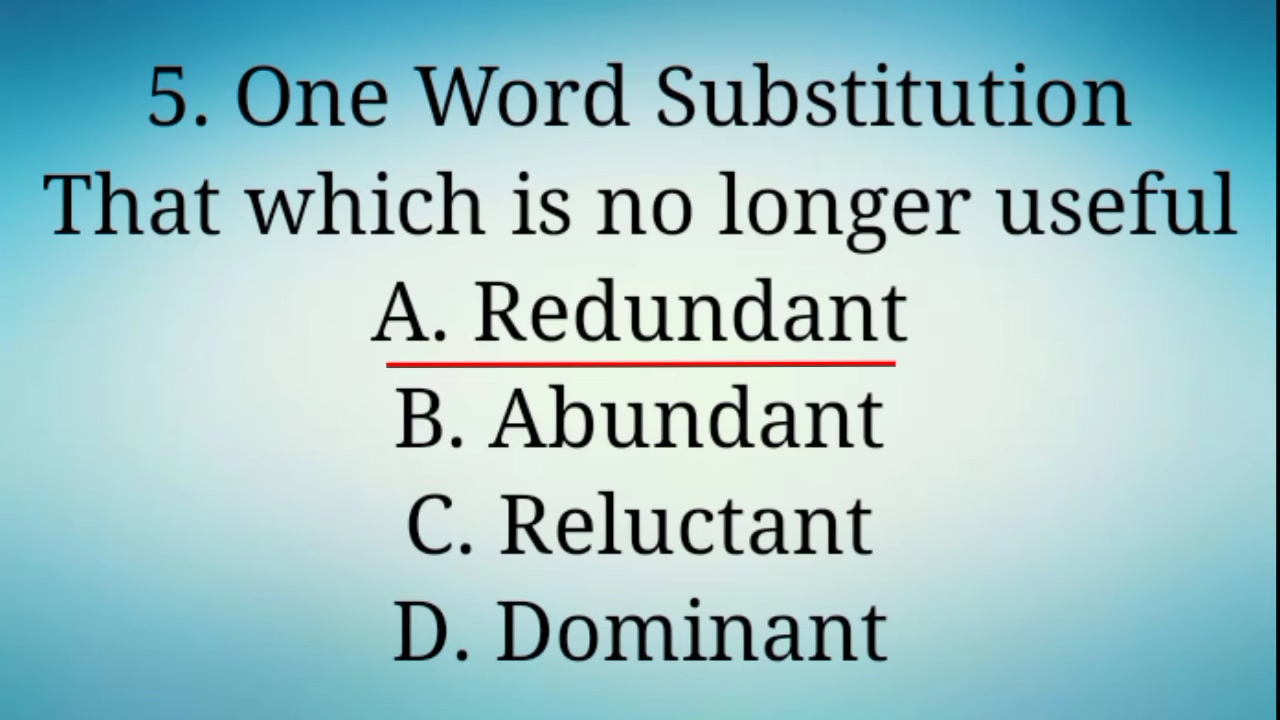 5. One Word Substitution
That which is no longer useful
A. Redundant
B. Abundant
C. Reluctant
D. Dominant